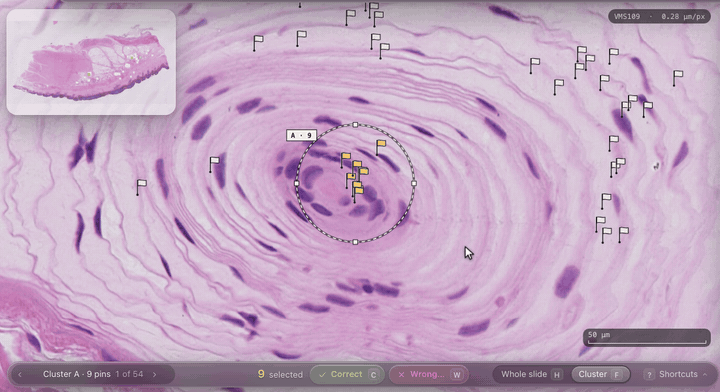 VMS109 · 0.28 µm/px
A · 9
50 µm
‹ Cluster A · 9 pins 1 of 54 ›
9 selected
✓ Correct C
× Wrong… W
Whole slide H
Cluster F
? Shortcuts